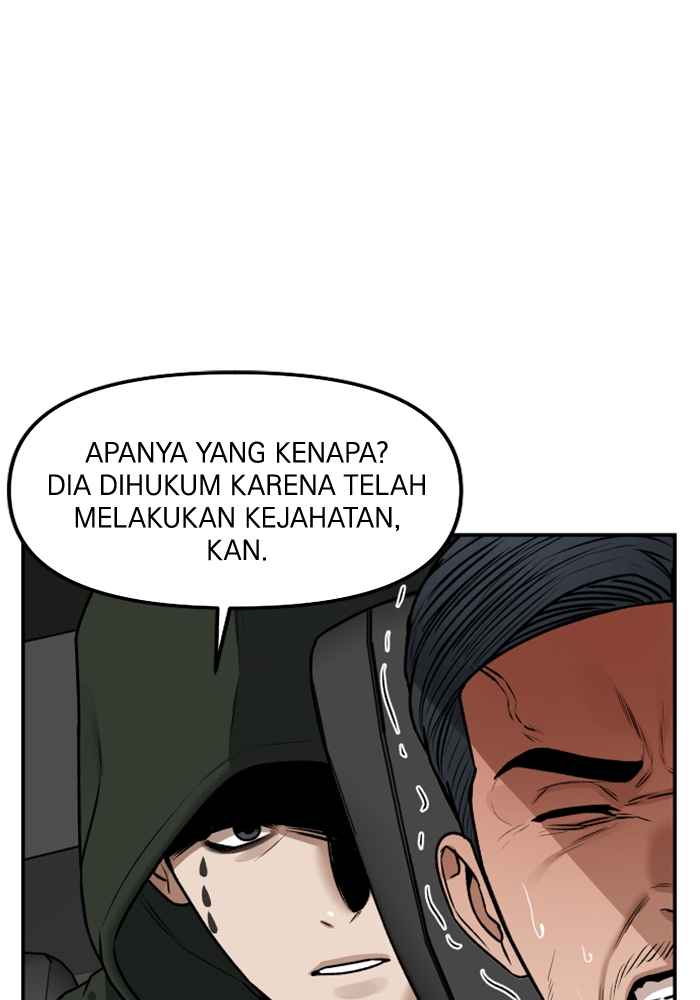 APANYA YANG KENAPA?
DIA DIHUKUM KARENA TELAH
MELAKUKAN KEJAHATAN,
KAN.